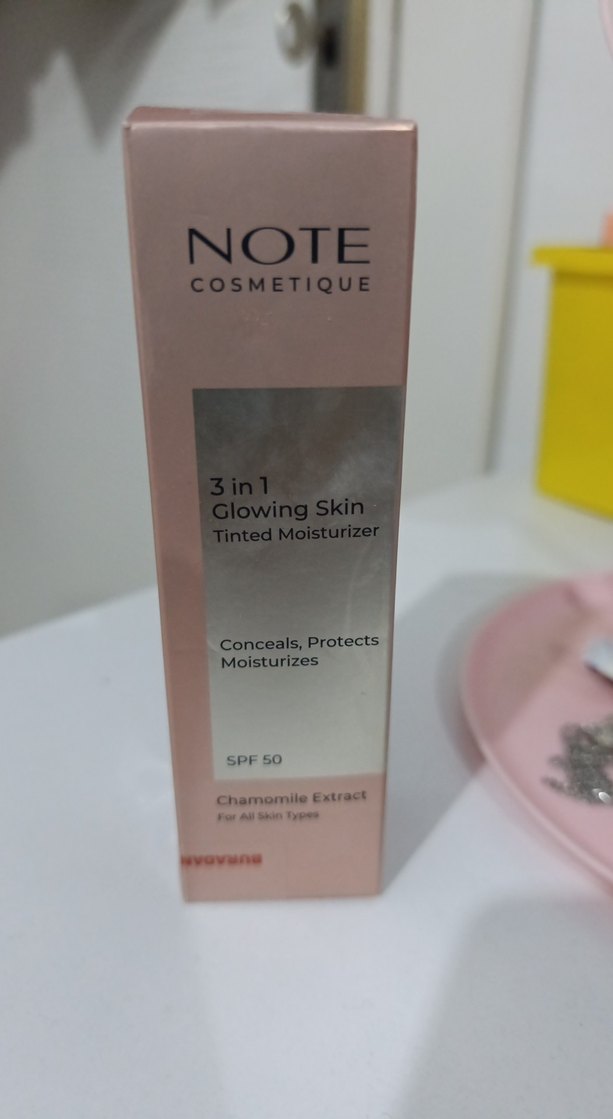 NOTE
COSMETIQUE
3 in 1
Glowing Skin
Tinted Moisturizer
Conceals, Protects
Moisturizes
SPF 50
Chamomile Extract
For All Skin Types
BURADAN